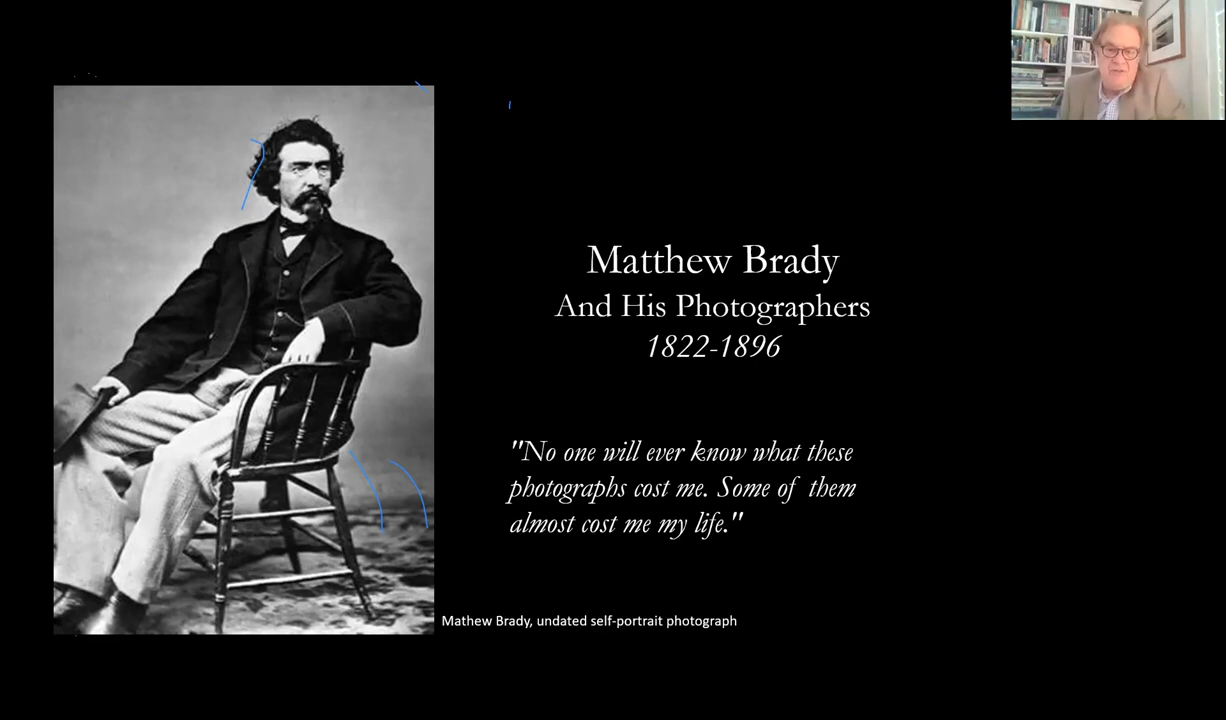 Matthew Brady
And His Photographers
1822-1896
"No one will ever know what these
photographs cost me. Some of them
almost cost me my life."
Mathew Brady, undated self-portrait photograph